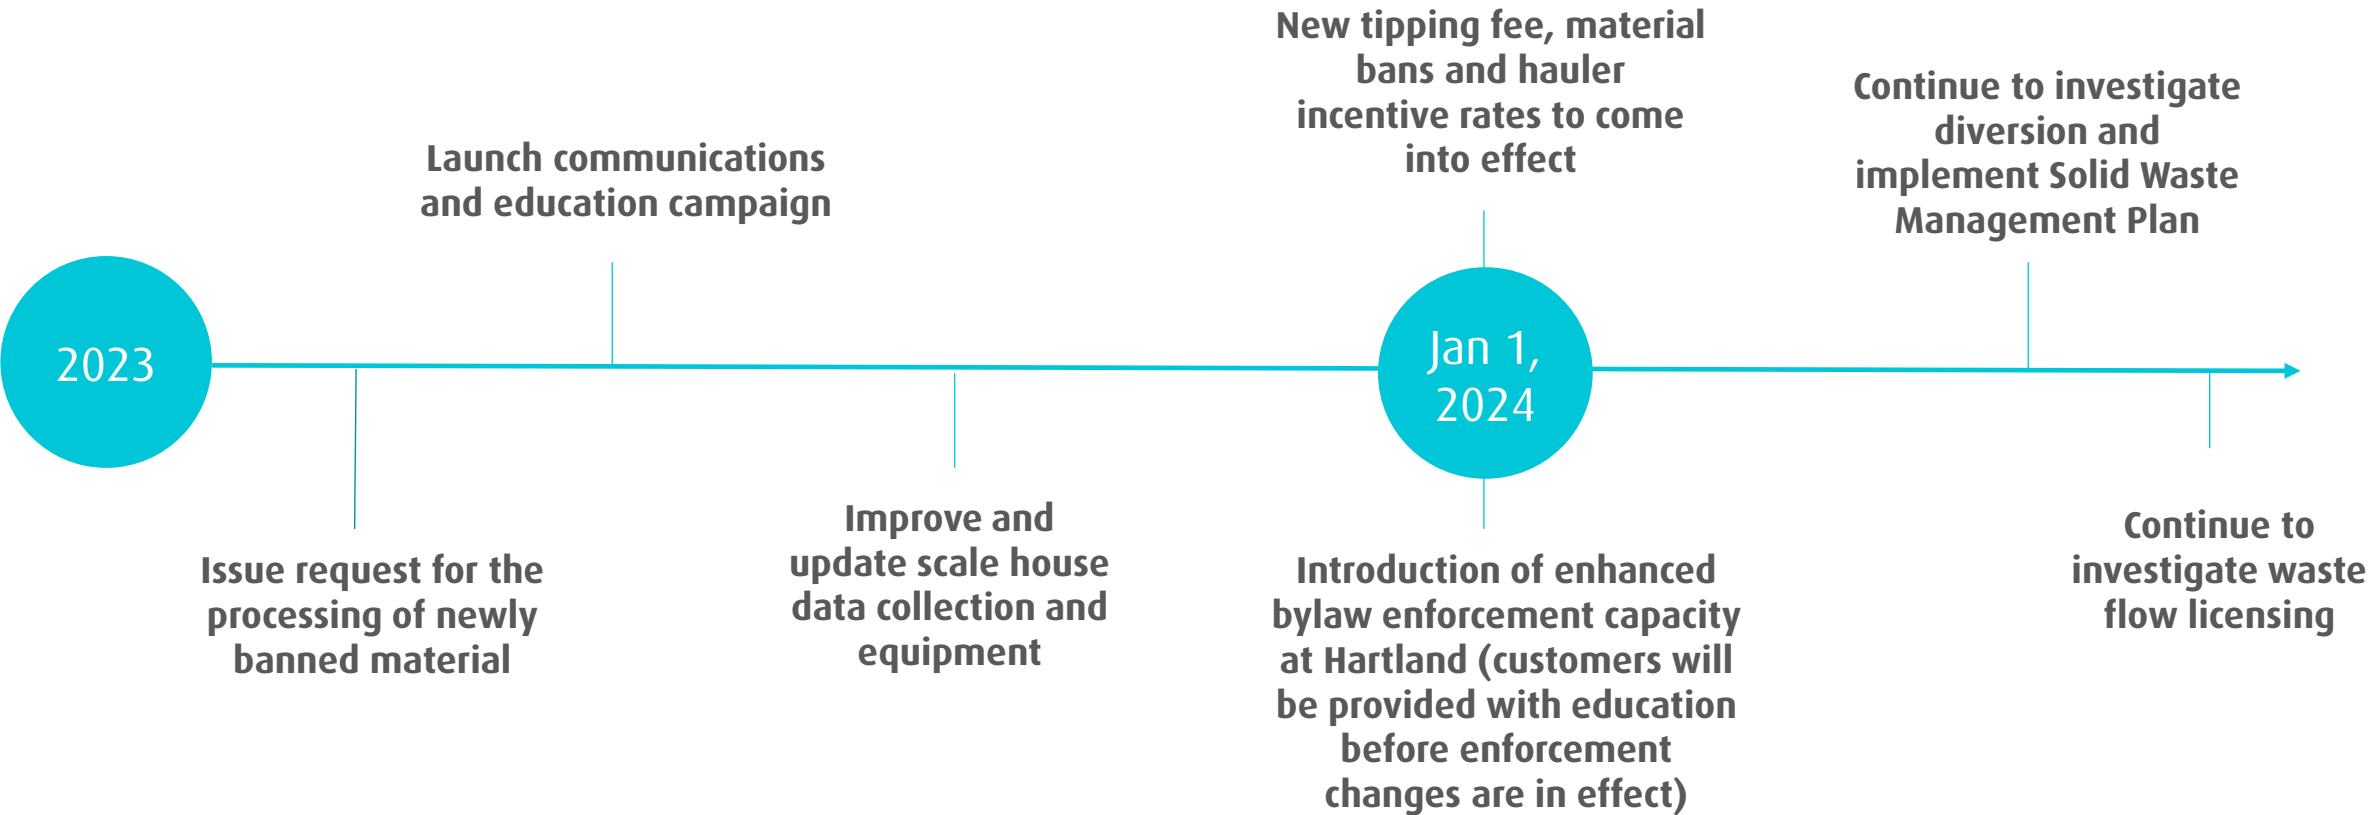 2023
Issue request for the
processing of newly
banned material
Launch communications
and education campaign
Improve and
update scale house
data collection and
equipment
New tipping fee, material
bans and hauler
incentive rates to come
into effect
Jan 1,
2024
Introduction of enhanced
bylaw enforcement capacity
at Hartland (customers will
be provided with education
before enforcement
changes are in effect)
Continue to investigate
diversion and
implement Solid Waste
Management Plan
Continue to
investigate waste
flow licensing